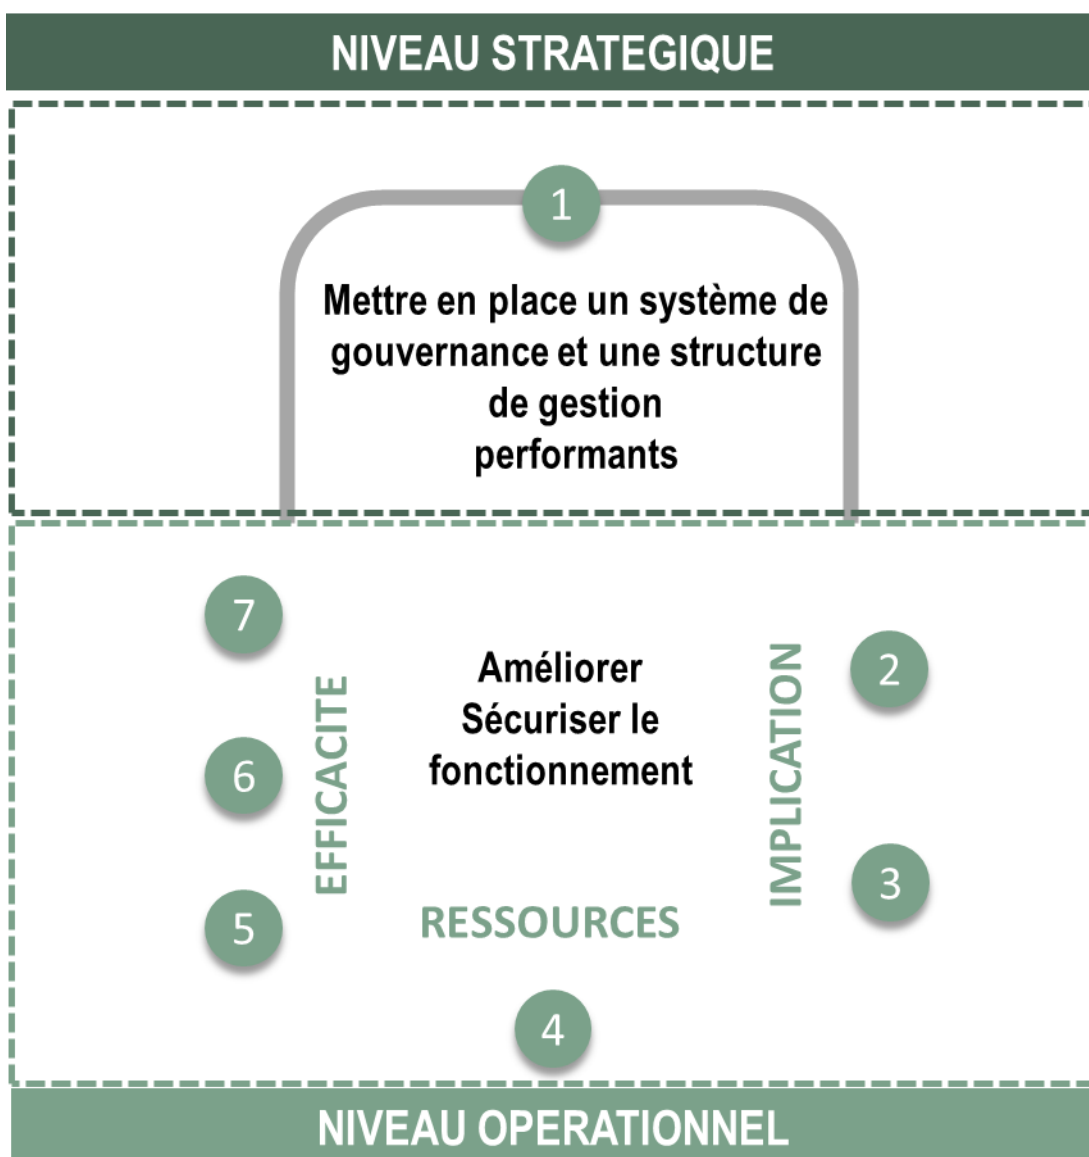 NIVEAU STRATEGIQUE
1
Mettre en place un système de
gouvernance et une structure
de gestion
performants
7
2
Améliorer
Sécuriser le
fonctionnement
EFFICACITE
IMPLICATION
6
3
5
RESSOURCES
4
NIVEAU OPERATIONNEL